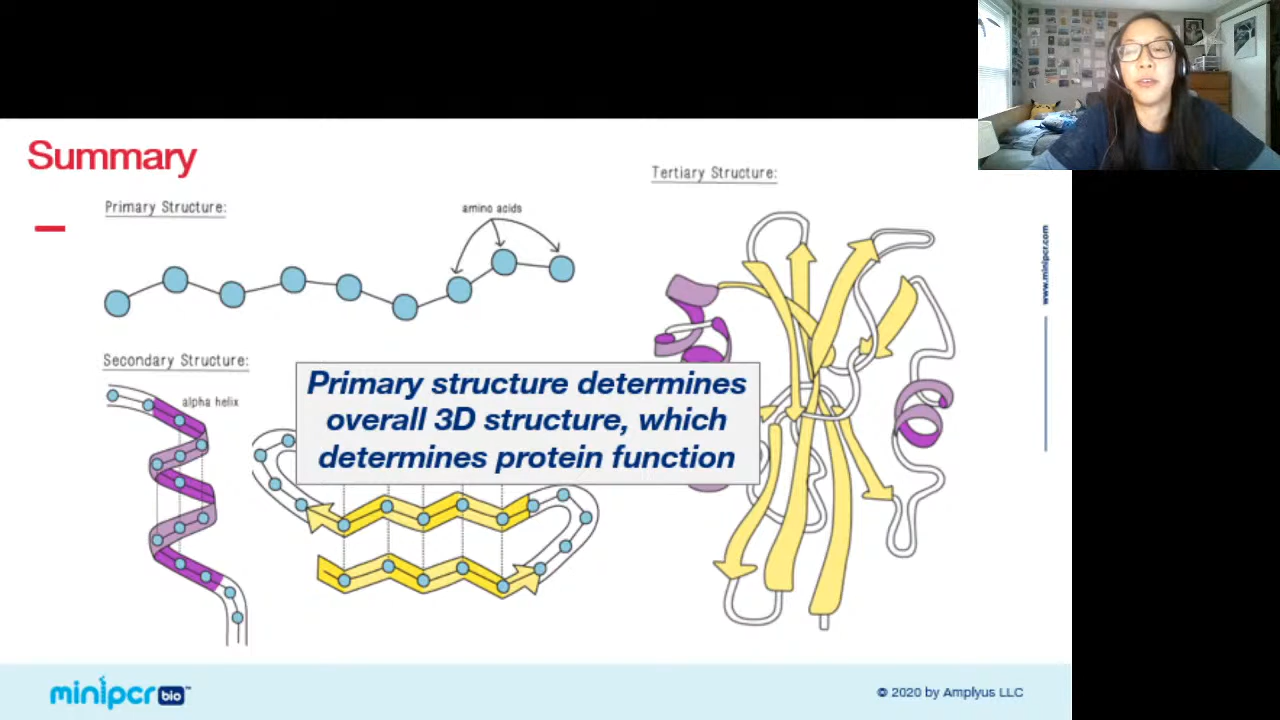 Summary
Primary Structure:
amino acids
Tertiary Structure:
www.minipcr.com
Secondary Structure:
alpha helix
Primary structure determines
overall 3D structure, which
determines protein function
minipcr bio™
© 2020 by Amplyus LLC